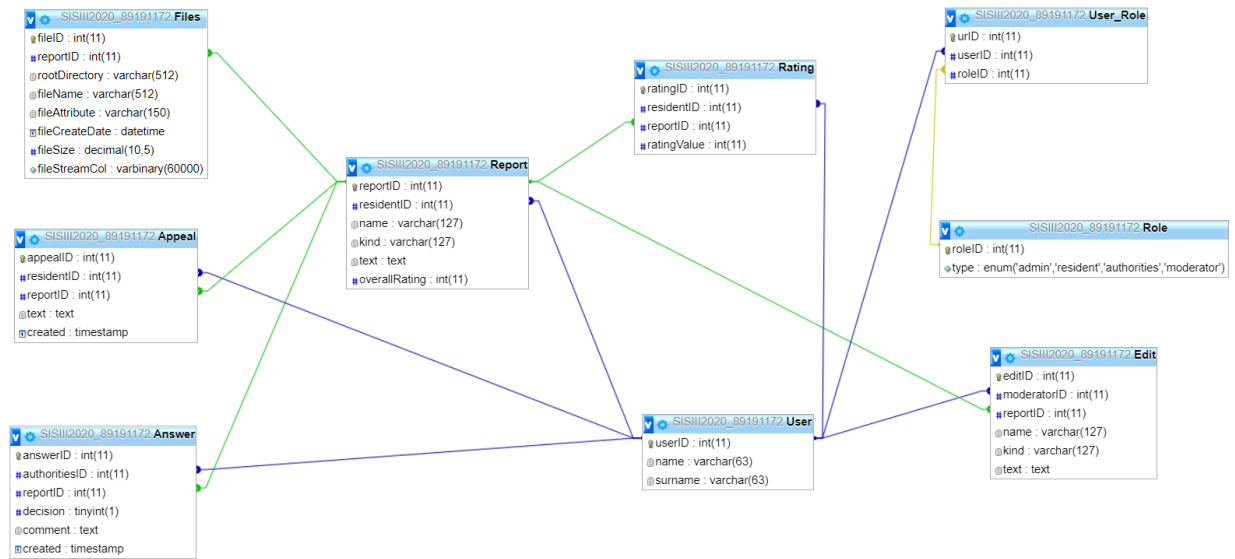 SISIII2020_89191172 Files
fileID : int(11)
reportID : int(11)
rootDirectory : varchar(512)
fileName : varchar(512)
fileAttribute : varchar(150)
fileCreateDate : datetime
fileSize : decimal(10,5)
fileStreamCol : varbinary(60000)
SISIII2020_89191172 Appeal
appealID : int(11)
residentID : int(11)
reportID : int(11)
text : text
created : timestamp
SISIII2020_89191172 Answer
answerID : int(11)
authoritiesID : int(11)
reportID : int(11)
decision : tinyint(1)
comment : text
created : timestamp
SISIII2020_89191172 Report
reportID : int(11)
residentID : int(11)
name : varchar(127)
kind : varchar(127)
text : text
overallRating : int(11)
SISIII2020_89191172 Rating
ratingID : int(11)
residentID : int(11)
reportID : int(11)
ratingValue : int(11)
SISIII2020_89191172 User
userID : int(11)
name : varchar(63)
surname : varchar(63)
SISIII2020_89191172 User_Role
urID : int(11)
userID : int(11)
roleID : int(11)
SISIII2020_89191172 Role
roleID : int(11)
type : enum('admin','resident','authorities','moderator')
SISIII2020_89191172 Edit
editID : int(11)
moderatorID : int(11)
reportID : int(11)
name : varchar(127)
kind : varchar(127)
text : text